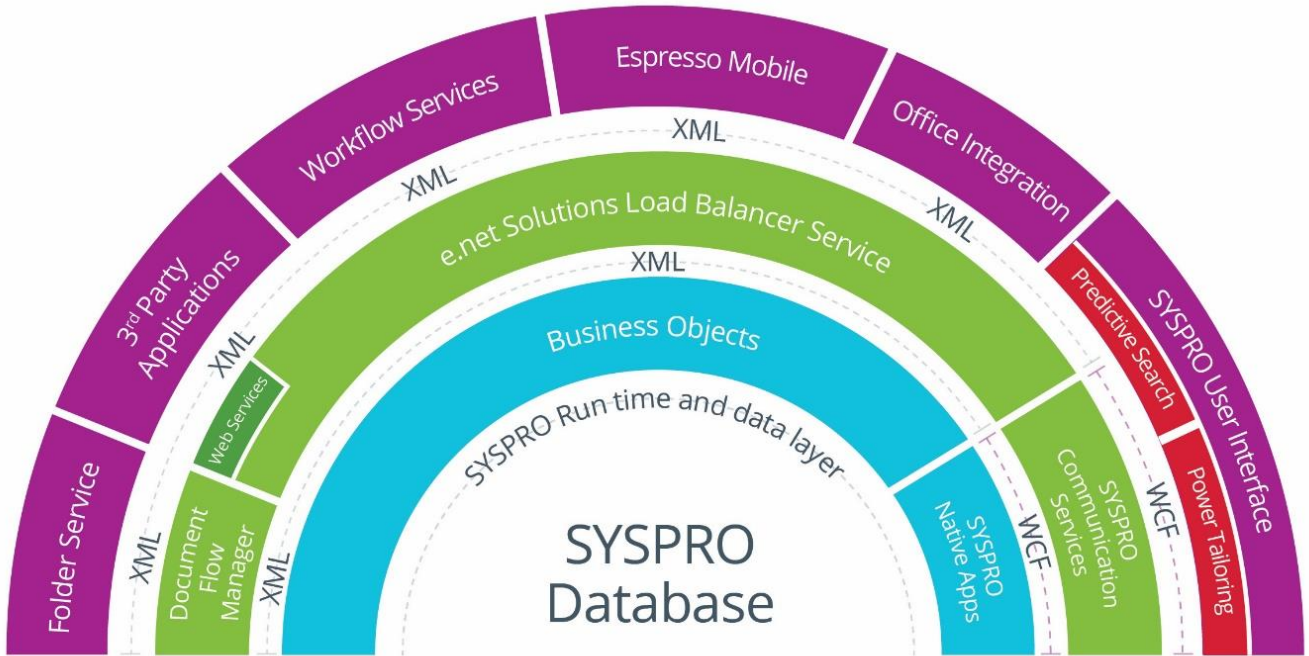 Espresso Mobile
Workflow Services
Office Integration
3rd Party
Applications
Folder Service
SYSPRO User Interface
Predictive Search
Power Tailoring
XML
XML
XML
XML
XML
WCF
e.net Solutions Load Balancer Service
Web Services
Document
Flow
Manager
SYSPRO
Communication
Services
XML
XML
WCF
Business Objects
SYSPRO
Native Apps
SYSPRO Run time and data layer
SYSPRO
Database